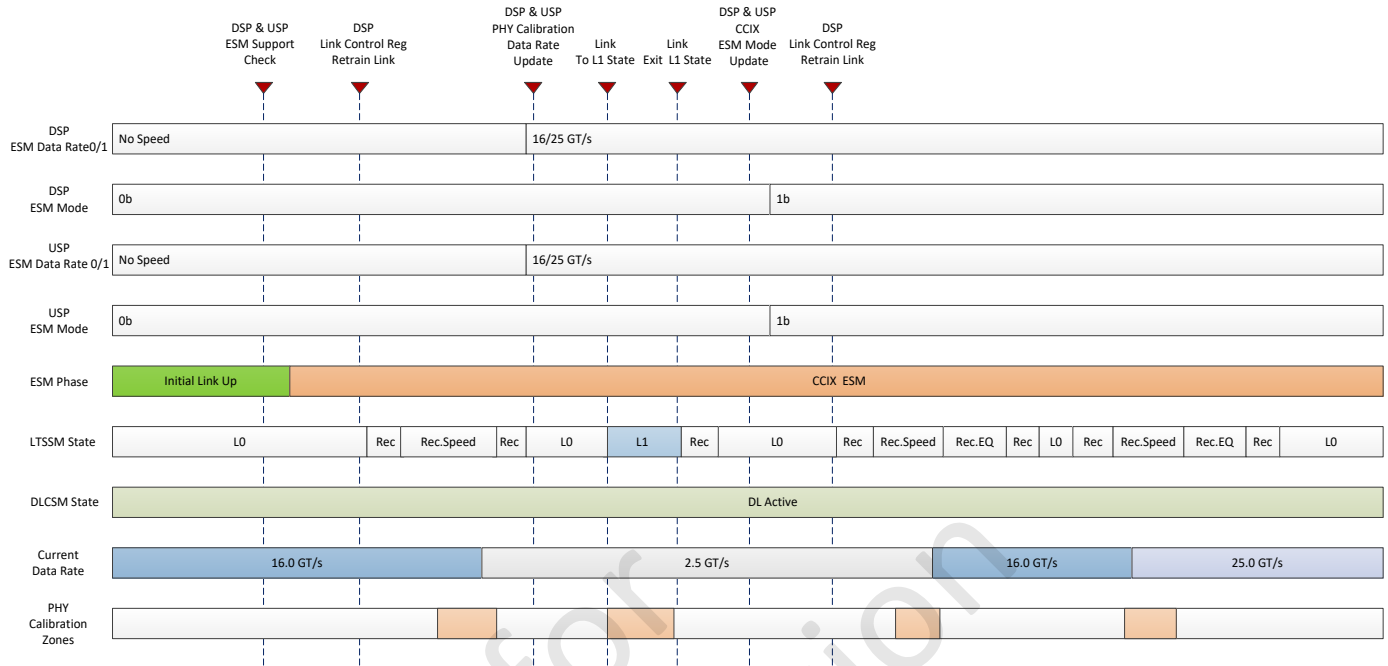 DSP & USP
ESM Support
Check
DSP
Link Control Reg
Retrain Link
DSP & USP
PHY Calibration
Data Rate
Update
Link
To L1 State
Link
Exit L1 State
DSP & USP
CCIX
ESM Mode
Update
DSP
Link Control Reg
Retrain Link
DSP
ESM Data Rate0/1
No Speed
16/25 GT/s
DSP
ESM Mode
0b
1b
USP
ESM Data Rate 0/1
No Speed
16/25 GT/s
USP
ESM Mode
0b
1b
ESM Phase
Initial Link Up
CCIX ESM
LTSSM State
L0
Rec
Rec.Speed
Rec
L0
L1
Rec
L0
Rec
Rec.Speed
Rec.EQ
Rec
L0
Rec
Rec.Speed
Rec.EQ
Rec
L0
DLCSM State
DL Active
Current
Data Rate
16.0 GT/s
2.5 GT/s
16.0 GT/s
25.0 GT/s
PHY
Calibration
Zones
for